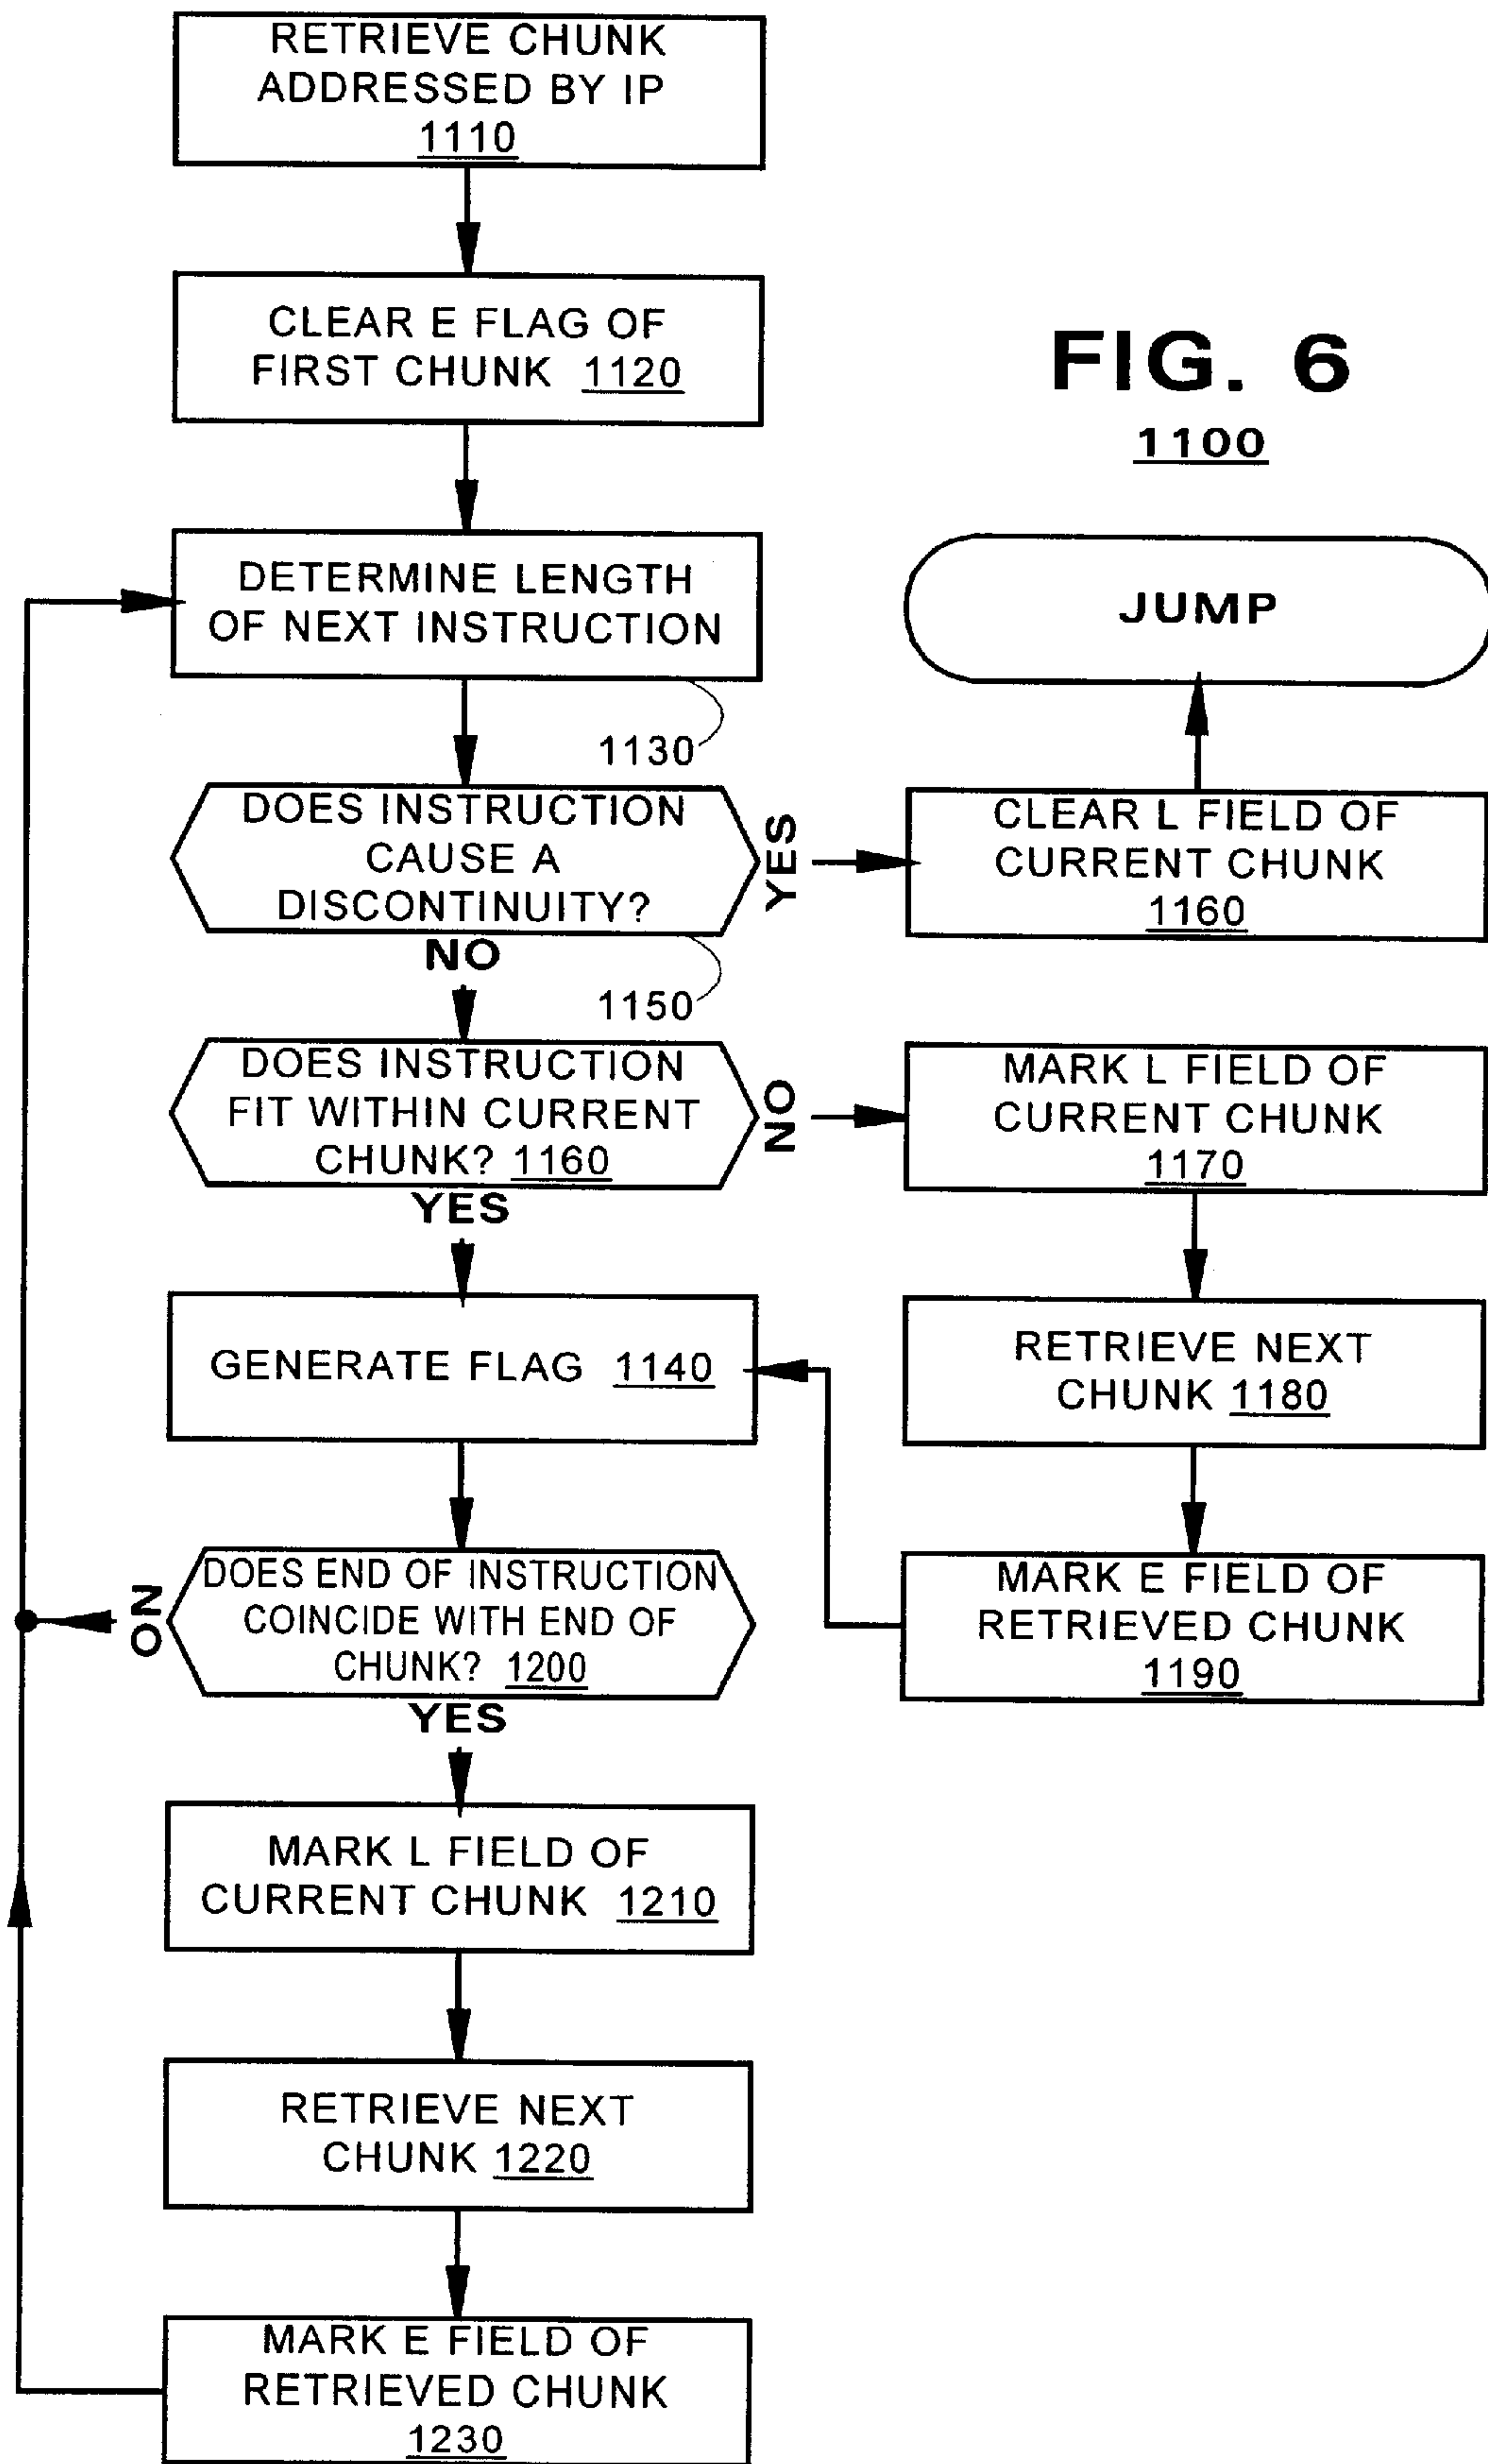 RETRIEVE CHUNK
ADDRESSED BY IP
1110
CLEAR E FLAG OF
FIRST CHUNK 1120
FIG. 6
1100
DETERMINE LENGTH
OF NEXT INSTRUCTION
1130
JUMP
DOES INSTRUCTION
CAUSE A
DISCONTINUITY?
1150
YES
NO
CLEAR L FIELD OF
CURRENT CHUNK
1160
DOES INSTRUCTION
FIT WITHIN CURRENT
CHUNK? 1160
NO
YES
MARK L FIELD OF
CURRENT CHUNK
1170
RETRIEVE NEXT
CHUNK 1180
MARK E FIELD OF
RETRIEVED CHUNK
1190
GENERATE FLAG 1140
DOES END OF INSTRUCTION
COINCIDE WITH END OF
CHUNK? 1200
NO
YES
MARK L FIELD OF
CURRENT CHUNK 1210
RETRIEVE NEXT
CHUNK 1220
MARK E FIELD OF
RETRIEVED CHUNK
1230